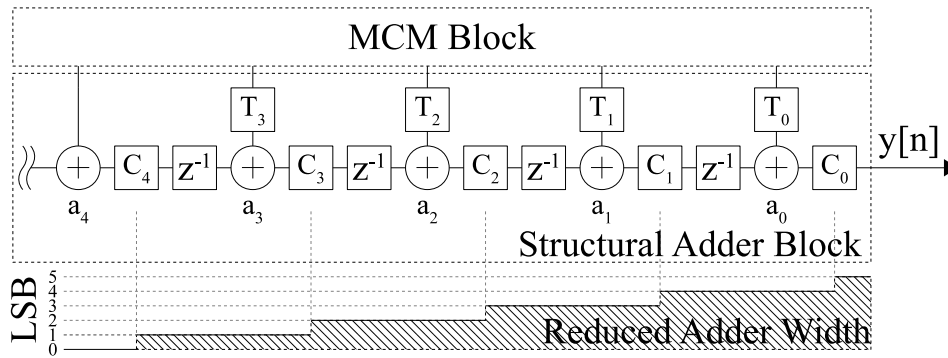 MCM Block
T₃ T₂ T₁ T₀
y[n]
+ C₄ z⁻¹ + C₃ z⁻¹ + C₂ z⁻¹ + C₁ z⁻¹ + C₀
a₄ a₃ a₂ a₁ a₀
Structural Adder Block
LSB
5
4
3
2
1
0
Reduced Adder Width